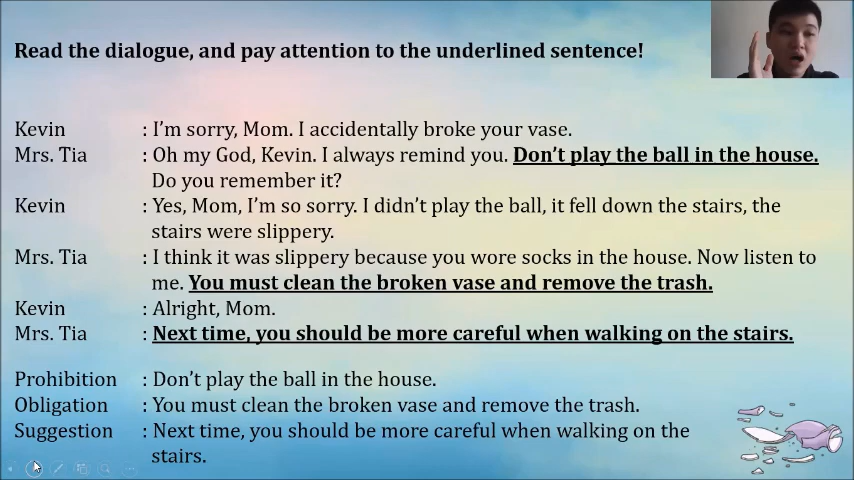 Read the dialogue, and pay attention to the underlined sentence!
Kevin : I'm sorry, Mom. I accidentally broke your vase.
Mrs. Tia : Oh my God, Kevin. I always remind you. Don't play the ball in the house.
Do you remember it?
Kevin : Yes, Mom, I'm so sorry. I didn't play the ball, it fell down the stairs, the
stairs were slippery.
Mrs. Tia : I think it was slippery because you wore socks in the house. Now listen to
me. You must clean the broken vase and remove the trash.
Kevin : Alright, Mom.
Mrs. Tia : Next time, you should be more careful when walking on the stairs.
Prohibition : Don't play the ball in the house.
Obligation : You must clean the broken vase and remove the trash.
Suggestion : Next time, you should be more careful when walking on the
stairs.